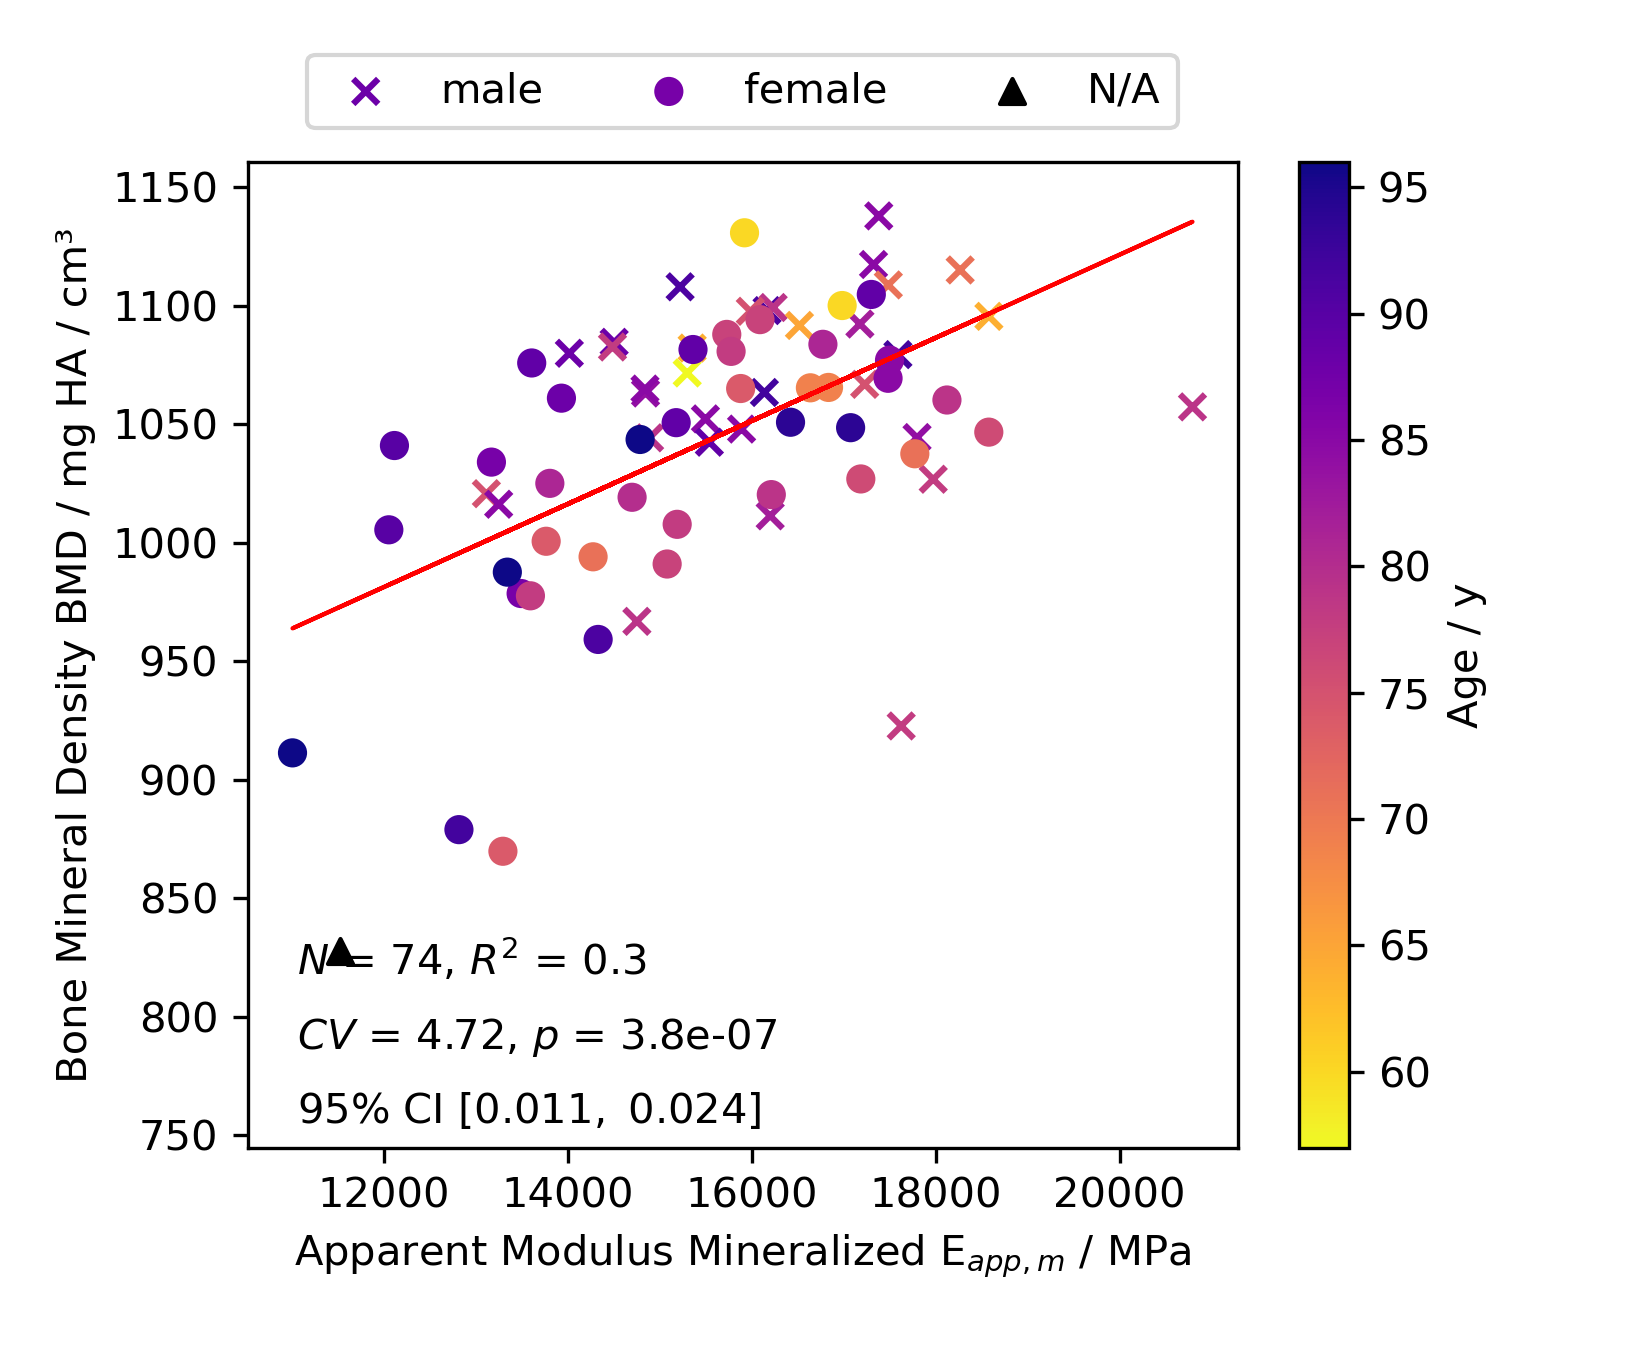 male female N/A
1150
1100
1050
1000
950
900
850
800
750
Bone Mineral Density BMD / mg HA / cm³
N = 74, R² = 0.3
CV = 4.72, p = 3.8e-07
95% CI [0.011, 0.024]
12000 14000 16000 18000 20000
Apparent Modulus Mineralized E_app,m / MPa
95
90
85
80
75
70
65
60
Age / y